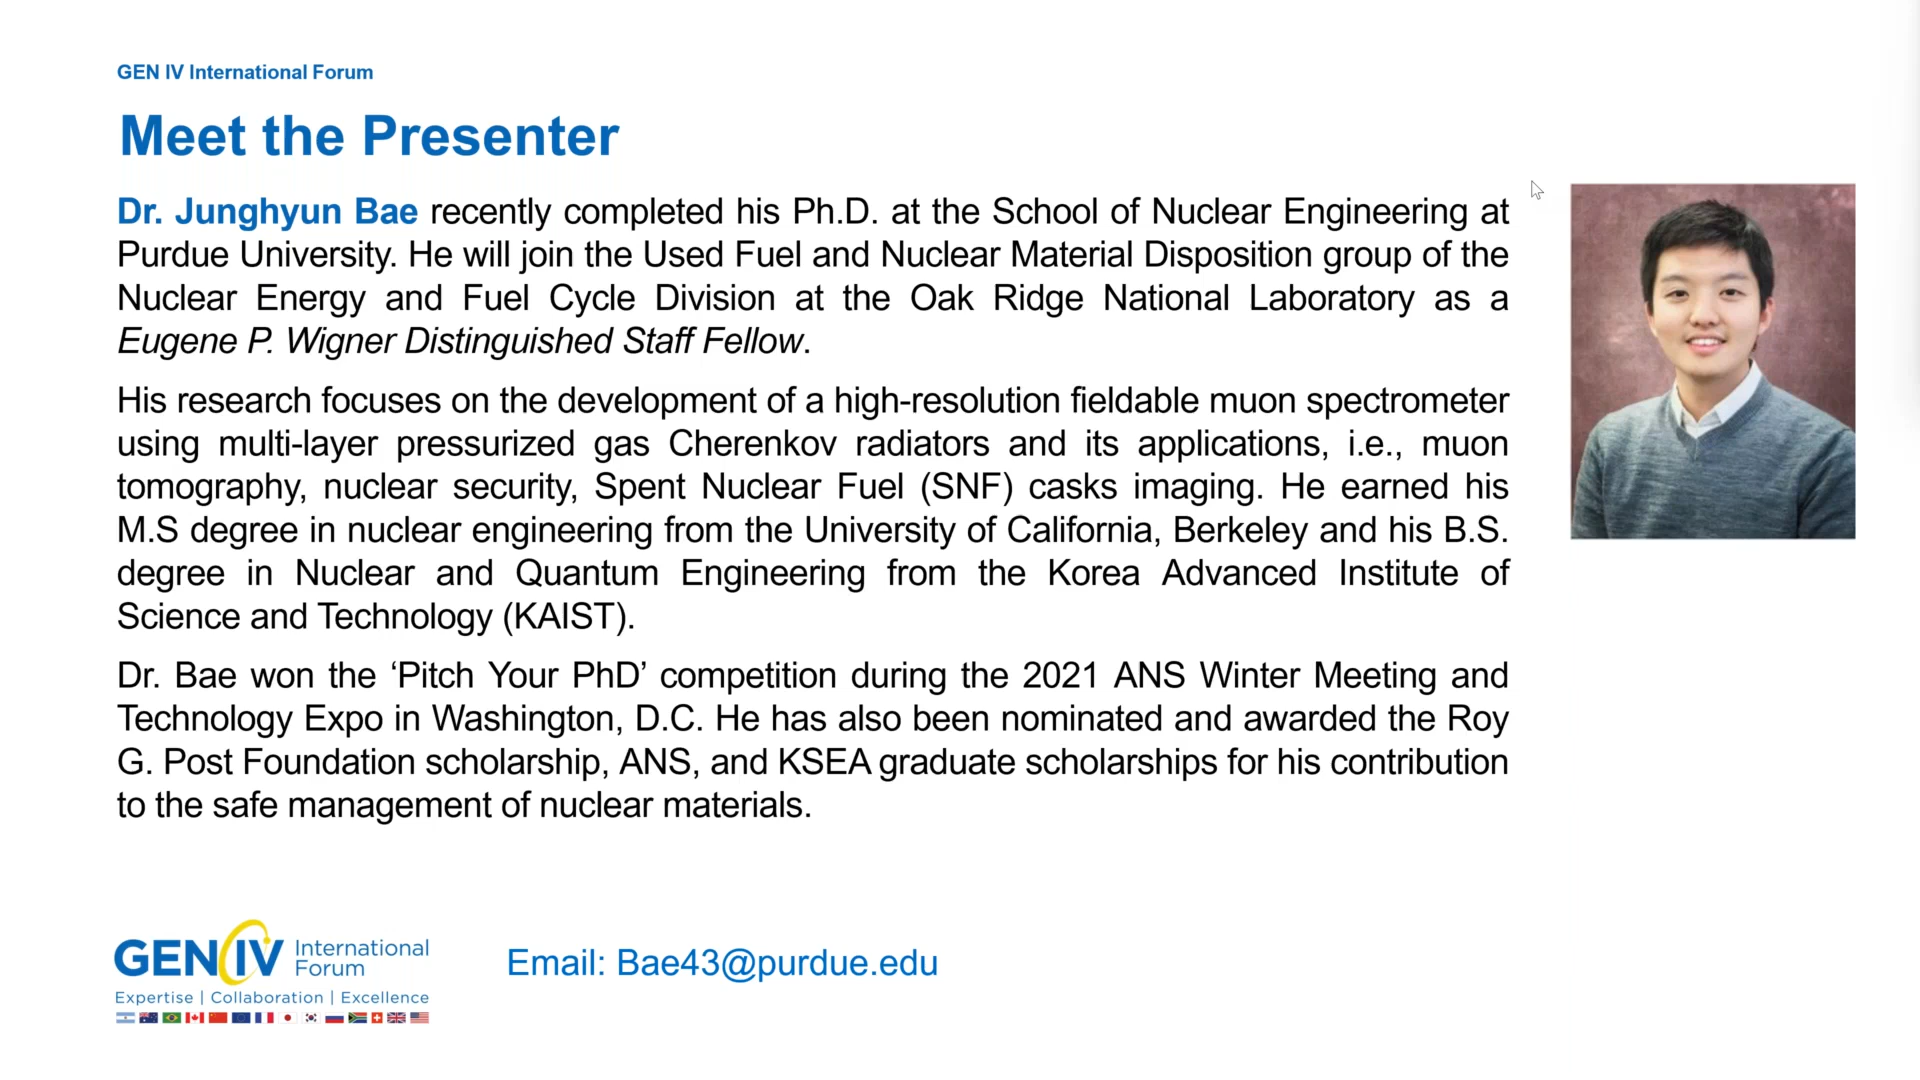 GEN IV International Forum
Meet the Presenter
Dr. Junghyun Bae recently completed his Ph.D. at the School of Nuclear Engineering at
Purdue University. He will join the Used Fuel and Nuclear Material Disposition group of the
Nuclear Energy and Fuel Cycle Division at the Oak Ridge National Laboratory as a
Eugene P. Wigner Distinguished Staff Fellow.
His research focuses on the development of a high-resolution fieldable muon spectrometer
using multi-layer pressurized gas Cherenkov radiators and its applications, i.e., muon
tomography, nuclear security, Spent Nuclear Fuel (SNF) casks imaging. He earned his
M.S degree in nuclear engineering from the University of California, Berkeley and his B.S.
degree in Nuclear and Quantum Engineering from the Korea Advanced Institute of
Science and Technology (KAIST).
Dr. Bae won the ‘Pitch Your PhD’ competition during the 2021 ANS Winter Meeting and
Technology Expo in Washington, D.C. He has also been nominated and awarded the Roy
G. Post Foundation scholarship, ANS, and KSEA graduate scholarships for his contribution
to the safe management of nuclear materials.
GEN IV International
Forum
Expertise | Collaboration | Excellence
Email: Bae43@purdue.edu